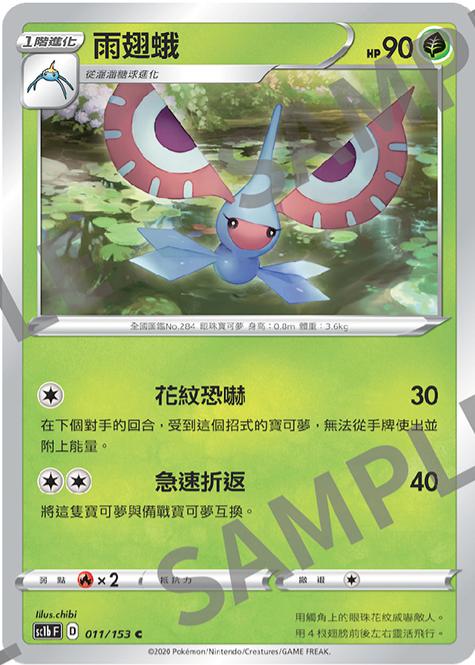 1階進化
雨翅蛾
HP 90
從溜溜糖球進化
全國圖鑑No.284 眼珠寶可夢 身高：0.8m 體重：3.6kg
花紋恐嚇 30
在下個對手的回合，受到這個招式的寶可夢，無法從手牌使出並
附上能量。
急速折返 40
將這隻寶可夢與備戰寶可夢互換。
弱點 ×2 抵抗力 撤退
Illus.chibi
sc1b F D 011/153 C
用觸角上的眼珠花紋威嚇敵人。
用４根翅膀前後左右靈活飛行。
©2020 Pokémon/Nintendo/Creatures/GAME FREAK.
SAMPLE
SAMPLE